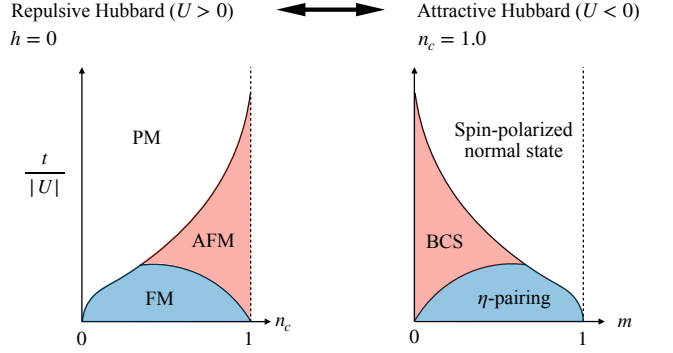 Repulsive Hubbard (U > 0)
h = 0
PM
t
|U|
AFM
FM
0
1
n_c
Attractive Hubbard (U < 0)
n_c = 1.0
Spin-polarized
normal state
BCS
η-pairing
0
1
m